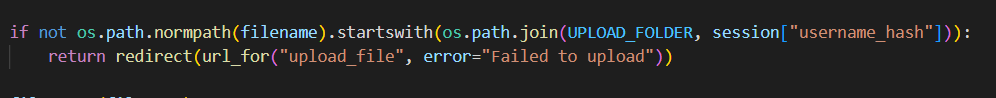 if not os.path.normpath(filename).startswith(os.path.join(UPLOAD_FOLDER, session["username_hash"])):
    return redirect(url_for("upload_file", error="Failed to upload"))